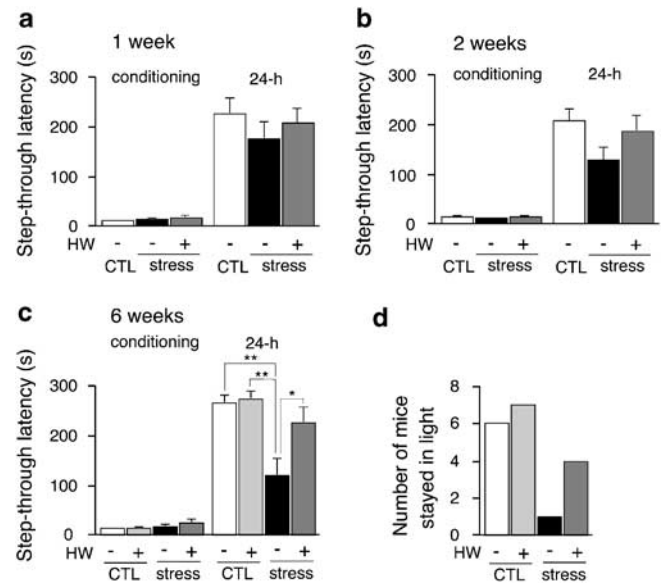 a
1 week
Step-through latency (s)
conditioning 24-h
300
200
100
0
HW - - + - - +
CTL stress CTL stress
b
2 weeks
Step-through latency (s)
conditioning 24-h
300
200
100
0
HW - - + - - +
CTL stress CTL stress
c
6 weeks
conditioning 24-h
Step-through latency (s)
** ** *
300
200
100
0
HW - + - + - + - +
CTL stress CTL stress
d
Number of mice
stayed in light
8
6
4
2
0
HW - + - +
CTL stress